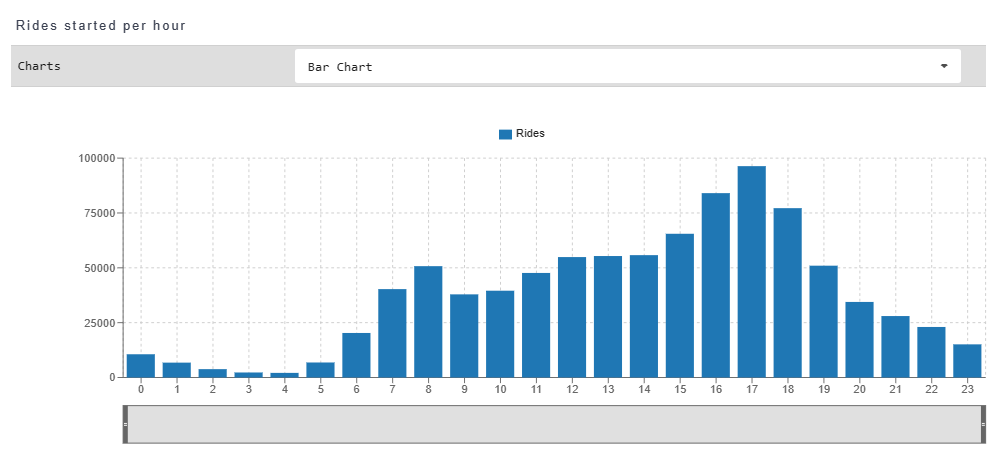 Rides started per hour
Charts
Bar Chart
Rides
100000
75000
50000
25000
0
0 1 2 3 4 5 6 7 8 9 10 11 12 13 14 15 16 17 18 19 20 21 22 23